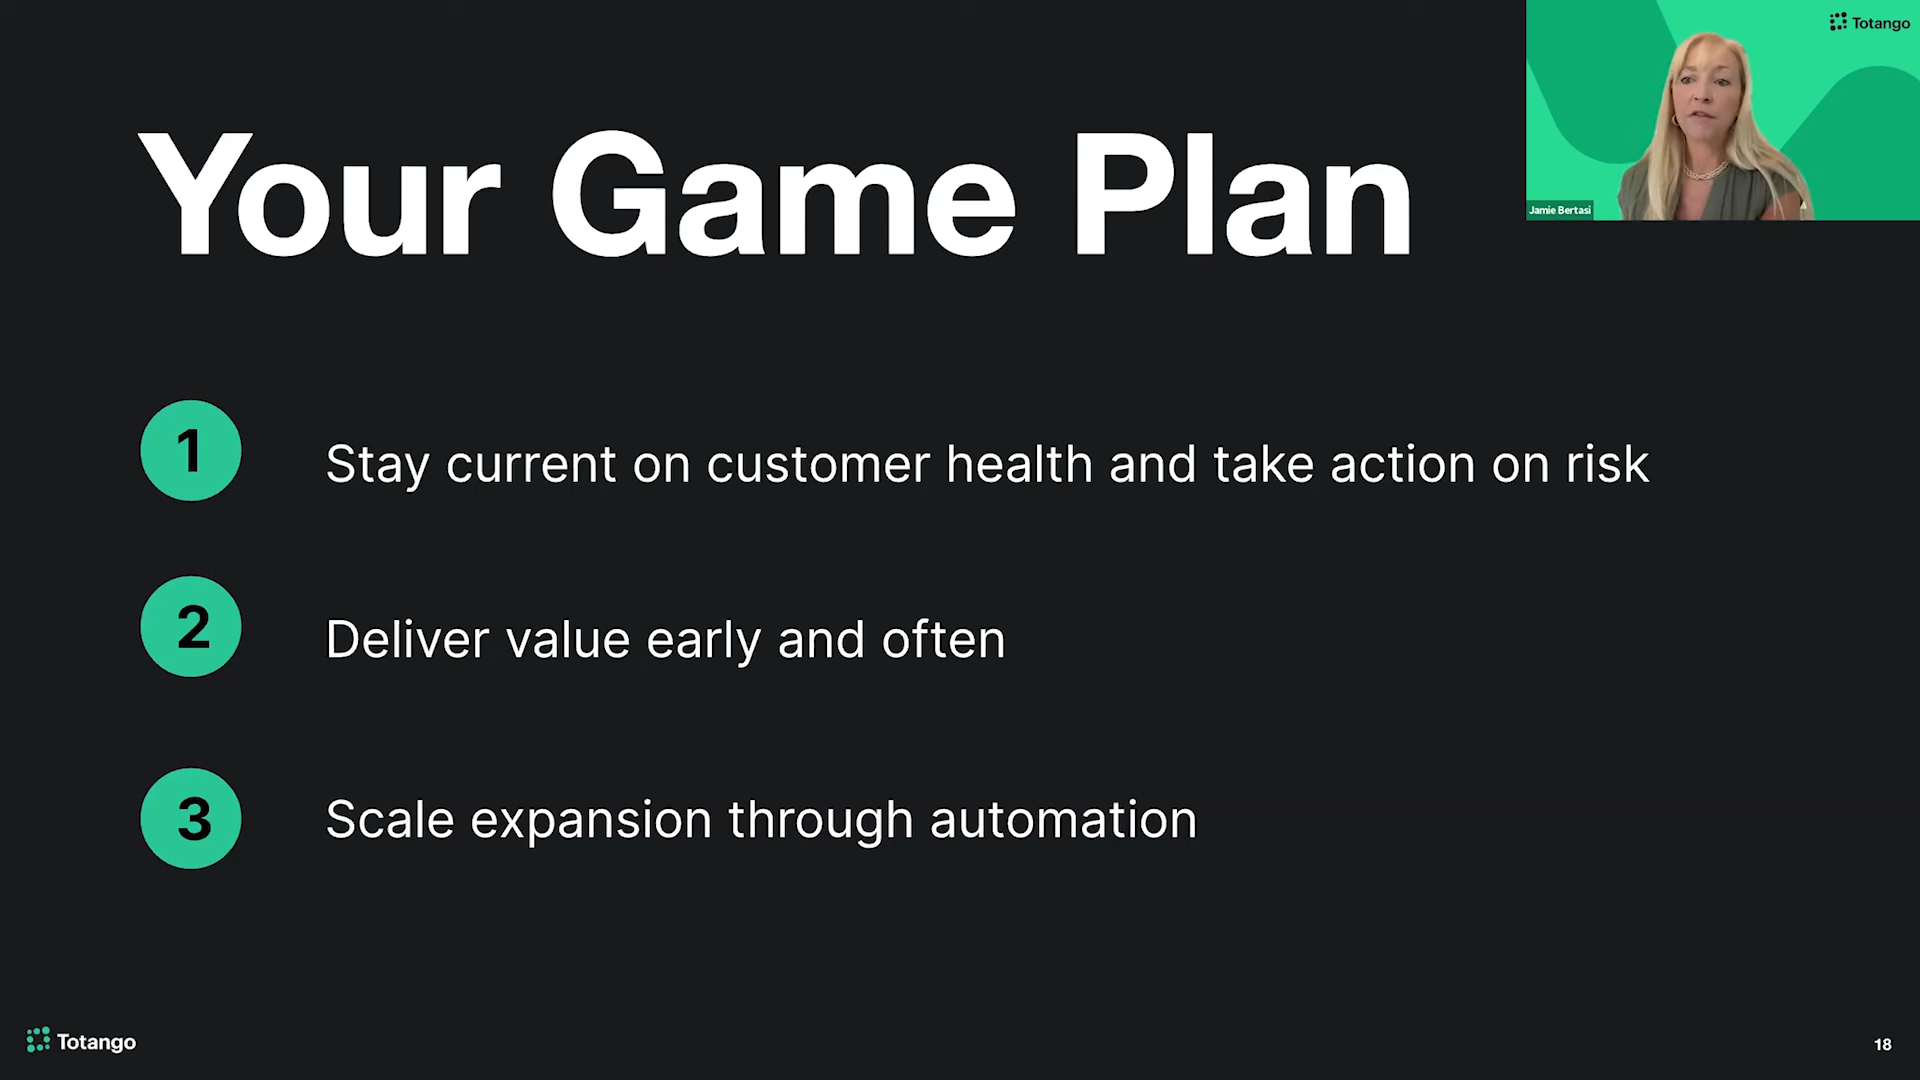 Totango
Jamie Bertasi
Your Game Plan
1 Stay current on customer health and take action on risk
2 Deliver value early and often
3 Scale expansion through automation
Totango
18